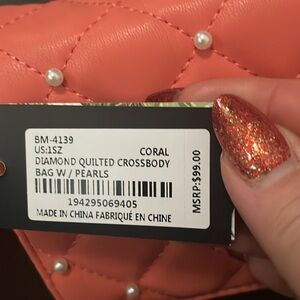 BM-4139
US:1SZ CORAL
DIAMOND QUILTED CROSSBODY
BAG W / PEARLS
194295069405
MADE IN CHINA FABRIQUÉ EN CHINE
MSRP:$99.00